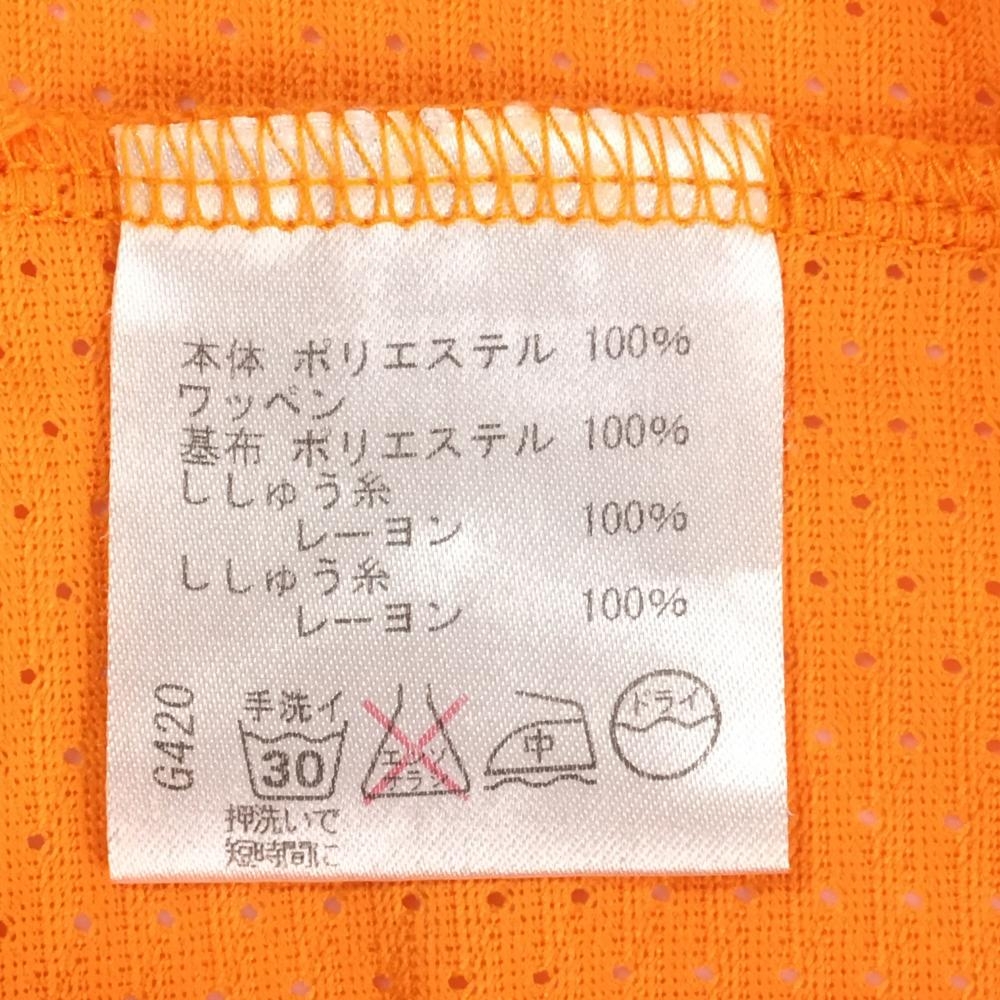 本体 ポリエステル 100%
ワッペン
基布 ポリエステル 100%
ししゅう糸
レーヨン 100%
ししゅう糸
レーヨン 100%
G420
手洗イ
30
押洗いで
短時間に
エンソ
サラシ
中
ドライ